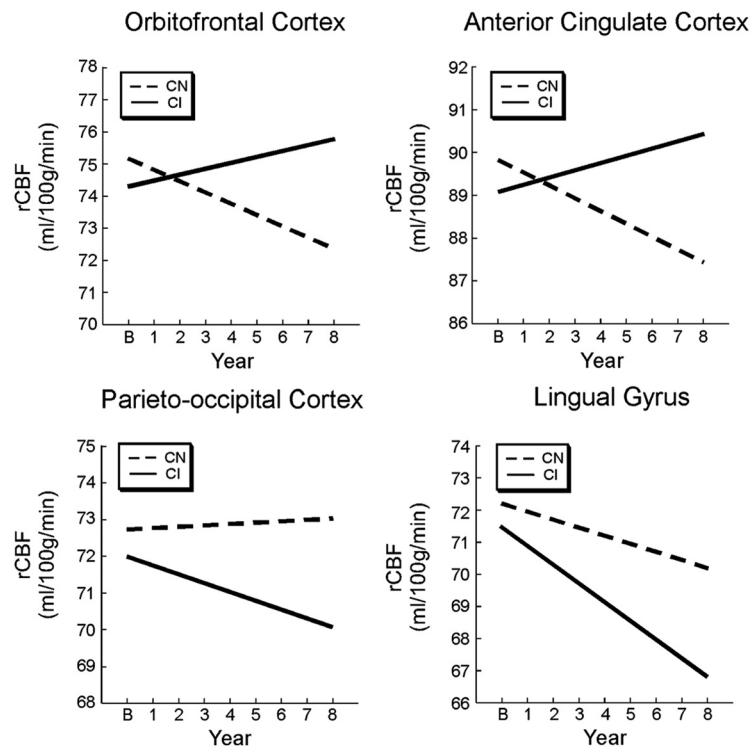 Orbitofrontal Cortex
78
77
76
75
74
73
72
71
70
rCBF
(ml/100g/min)
CN
CI
B 1 2 3 4 5 6 7 8
Year
Anterior Cingulate Cortex
92
91
90
89
88
87
86
rCBF
(ml/100g/min)
CN
CI
B 1 2 3 4 5 6 7 8
Year
Parieto-occipital Cortex
75
74
73
72
71
70
69
68
rCBF
(ml/100g/min)
CN
CI
B 1 2 3 4 5 6 7 8
Year
Lingual Gyrus
74
73
72
71
70
69
68
67
66
rCBF
(ml/100g/min)
CN
CI
B 1 2 3 4 5 6 7 8
Year